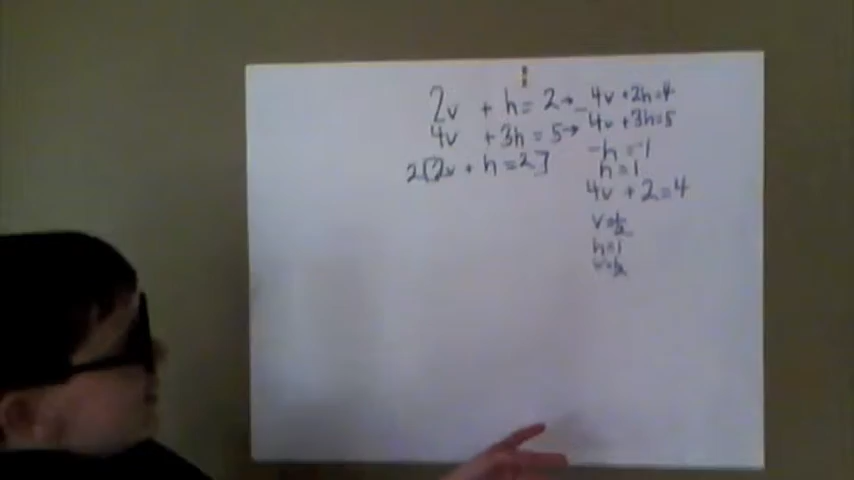 2v + h = 2 →
4v + 3h = 5 →
2[2v + h = 2]
- 4v + 2h = 4
4v + 3h = 5
-h = -1
h = 1
4v + 2 = 4
v = 1/2
h = 1
v = 1/2